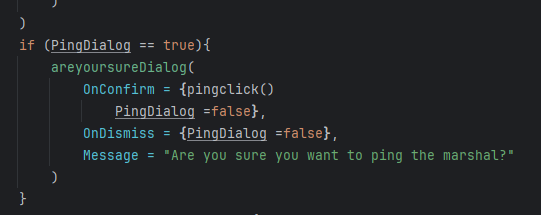 )
)
if (PingDialog == true){
areyoursureDialog(
OnConfirm = {pingclick()
PingDialog =false},
OnDismiss = {PingDialog =false},
Message = "Are you sure you want to ping the marshal?"
)
}